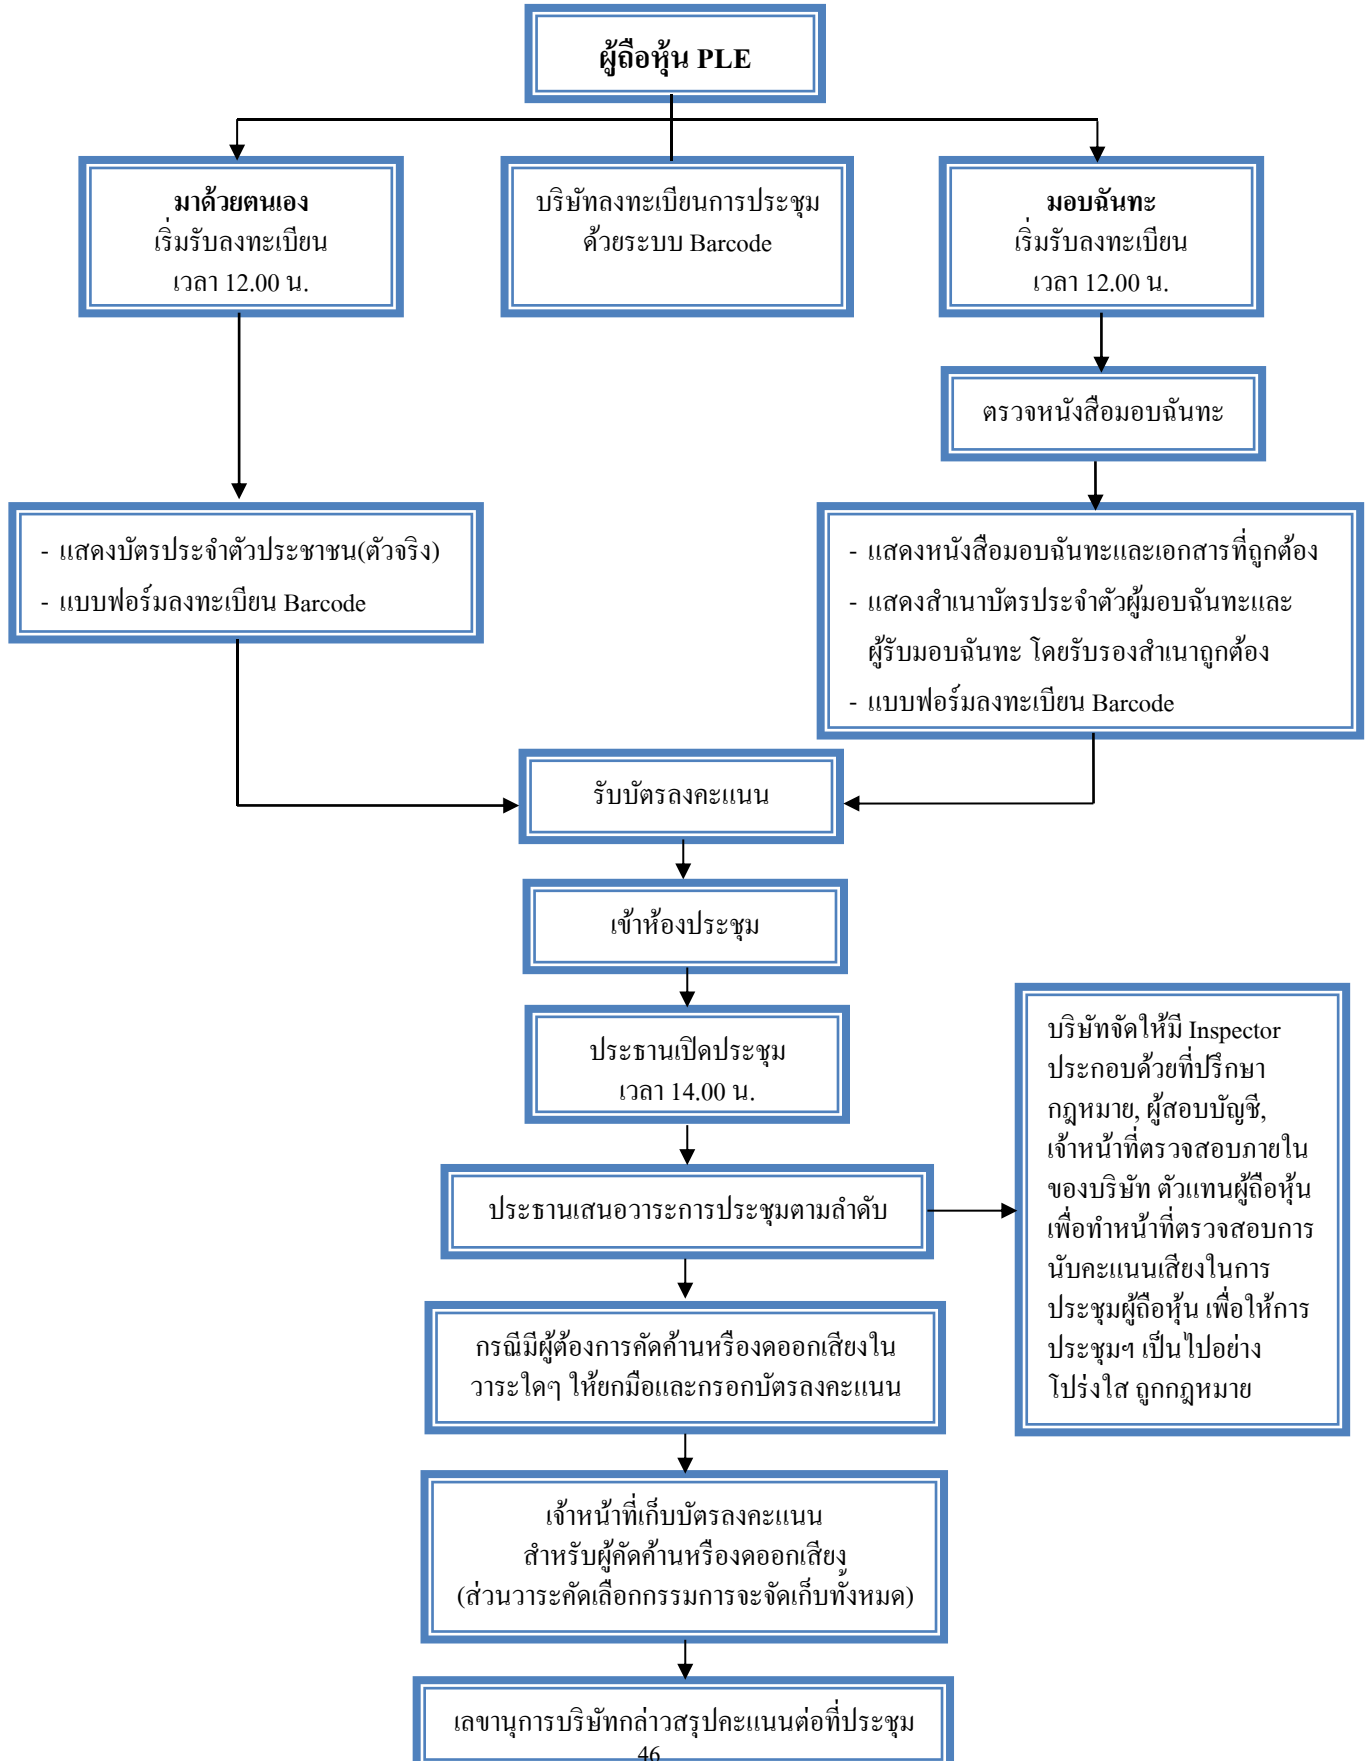 ผู้ถือหุ้น PLE
มาด้วยตนเอง
เริ่มรับลงทะเบียน
เวลา 12.00 น.
บริษัทลงทะเบียนการประชุม
ด้วยระบบ Barcode
มอบฉันทะ
เริ่มรับลงทะเบียน
เวลา 12.00 น.
ตรวจหนังสือมอบฉันทะ
- แสดงบัตรประจำตัวประชาชน(ตัวจริง)
- แบบฟอร์มลงทะเบียน Barcode
- แสดงหนังสือมอบฉันทะและเอกสารที่ถูกต้อง
- แสดงสำเนาบัตรประจำตัวผู้มอบฉันทะและ
ผู้รับมอบฉันทะ โดยรับรองสำเนาถูกต้อง
- แบบฟอร์มลงทะเบียน Barcode
รับบัตรลงคะแนน
เข้าห้องประชุม
ประธานเปิดประชุม
เวลา 14.00 น.
ประธานเสนอวาระการประชุมตามลำดับ
บริษัทจัดให้มี Inspector
ประกอบด้วยที่ปรึกษา
กฎหมาย, ผู้สอบบัญชี,
เจ้าหน้าที่ตรวจสอบภายใน
ของบริษัท ตัวแทนผู้ถือหุ้น
เพื่อทำหน้าที่ตรวจสอบการ
นับคะแนนเสียงในการ
ประชุมผู้ถือหุ้น เพื่อให้การ
ประชุมฯ เป็นไปอย่าง
โปร่งใส ถูกกฎหมาย
กรณีมีผู้ต้องการคัดค้านหรืองดออกเสียงใน
วาระใดๆ ให้ยกมือและกรอกบัตรลงคะแนน
เจ้าหน้าที่เก็บบัตรลงคะแนน
สำหรับผู้คัดค้านหรืองดออกเสียง
(ส่วนวาระคัดเลือกกรรมการจะจัดเก็บทั้งหมด)
เลขานุการบริษัทกล่าวสรุปคะแนนต่อที่ประชุม
46